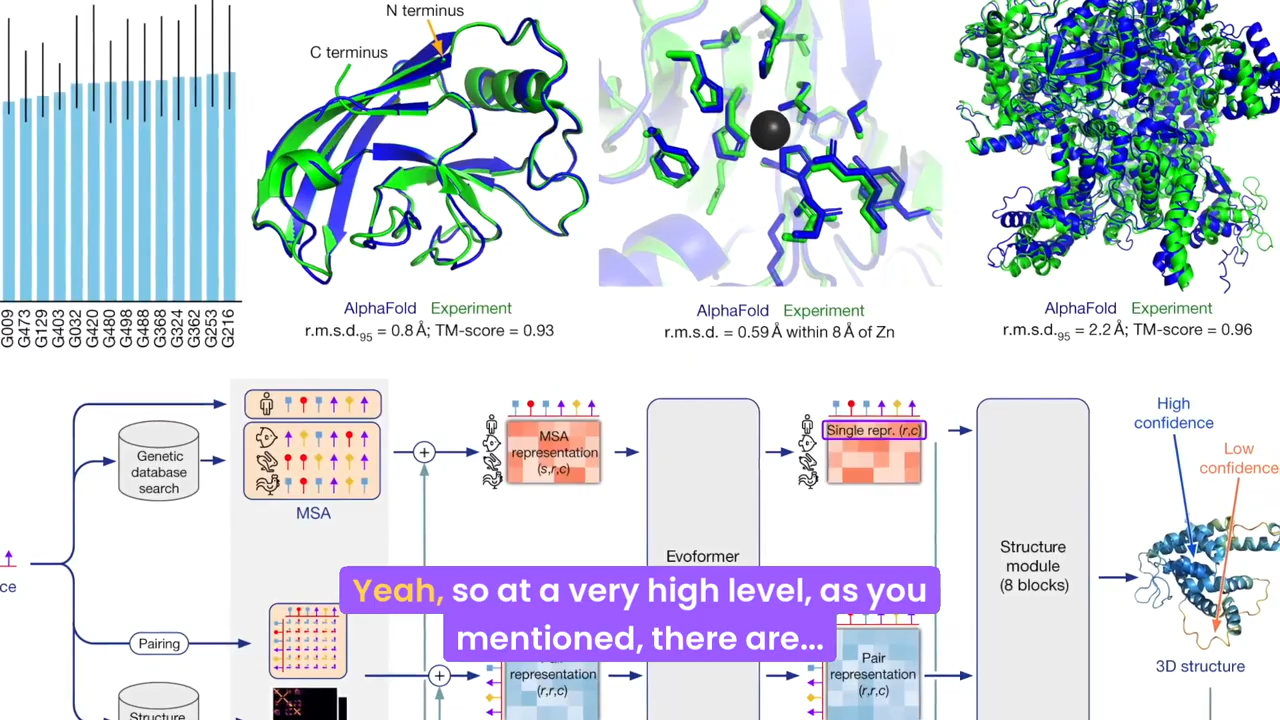 G009
G473
G129
G403
G032
G420
G480
G498
G488
G368
G324
G362
G253
G216
N terminus
C terminus
AlphaFold Experiment
r.m.s.d.95 = 0.8 Å; TM-score = 0.93
AlphaFold Experiment
r.m.s.d. = 0.59 Å within 8 Å of Zn
AlphaFold Experiment
r.m.s.d.95 = 2.2 Å; TM-score = 0.96
Genetic
database
search
MSA
MSA
representation
(s,r,c)
Single repr. (r,c)
High
confidence
Low
confidence
ce
Evoformer
Structure
module
(8 blocks)
Yeah, so at a very high level, as you
mentioned, there are...
Pairing
representation
(r,r,c)
Pair
representation
(r,r,c)
3D structure
Structure